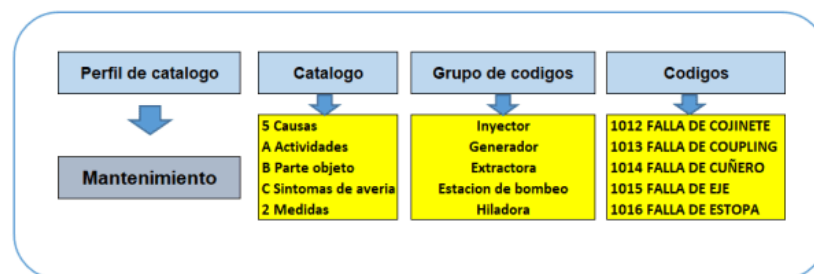 Perfil de catalogo
Catalogo
Grupo de codigos
Codigos
Mantenimiento
5 Causas
A Actividades
B Parte objeto
C Sintomas de averia
2 Medidas
Inyector
Generador
Extractora
Estacion de bombeo
Hiladora
1012 FALLA DE COJINETE
1013 FALLA DE COUPLING
1014 FALLA DE CUÑERO
1015 FALLA DE EJE
1016 FALLA DE ESTOPA